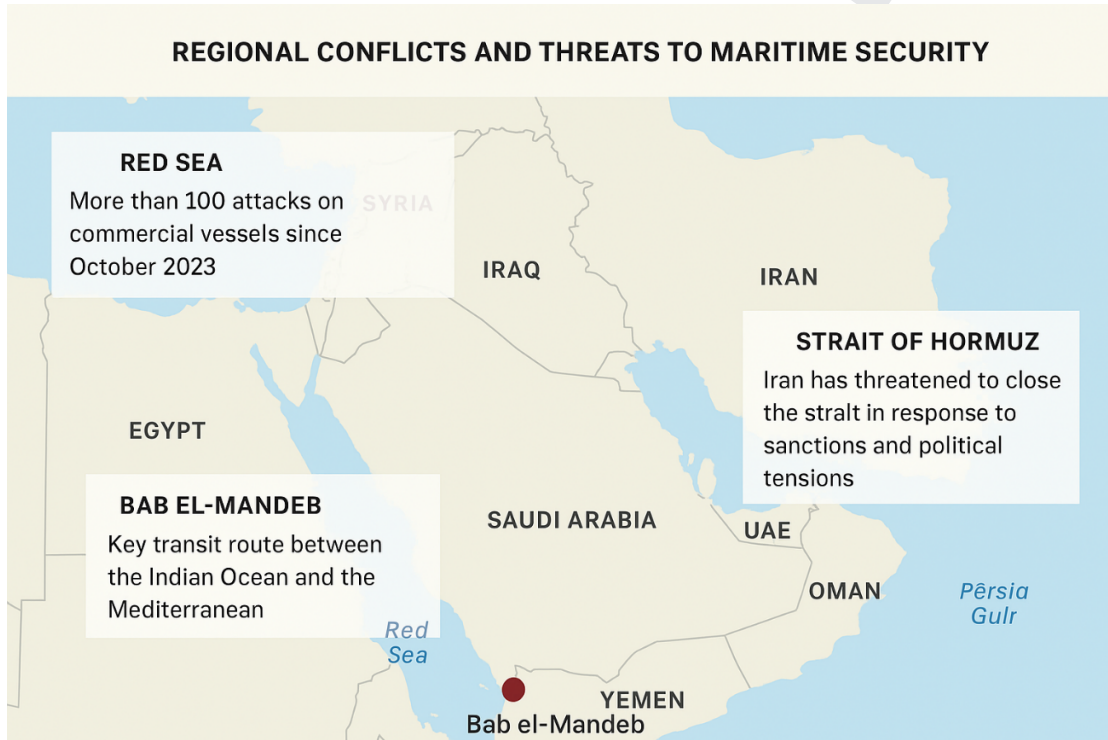 REGIONAL CONFLICTS AND THREATS TO MARITIME SECURITY
RED SEA
More than 100 attacks on
commercial vessels since
October 2023
SYRIA
IRAQ
IRAN
STRAIT OF HORMUZ
Iran has threatened to close
the stralt in response to
sanctions and political
tensions
EGYPT
BAB EL-MANDEB
Key transit route between
the Indian Ocean and the
Mediterranean
SAUDI ARABIA
UAE
OMAN
Pêrsia
Gulr
Red
Sea
YEMEN
Bab el-Mandeb